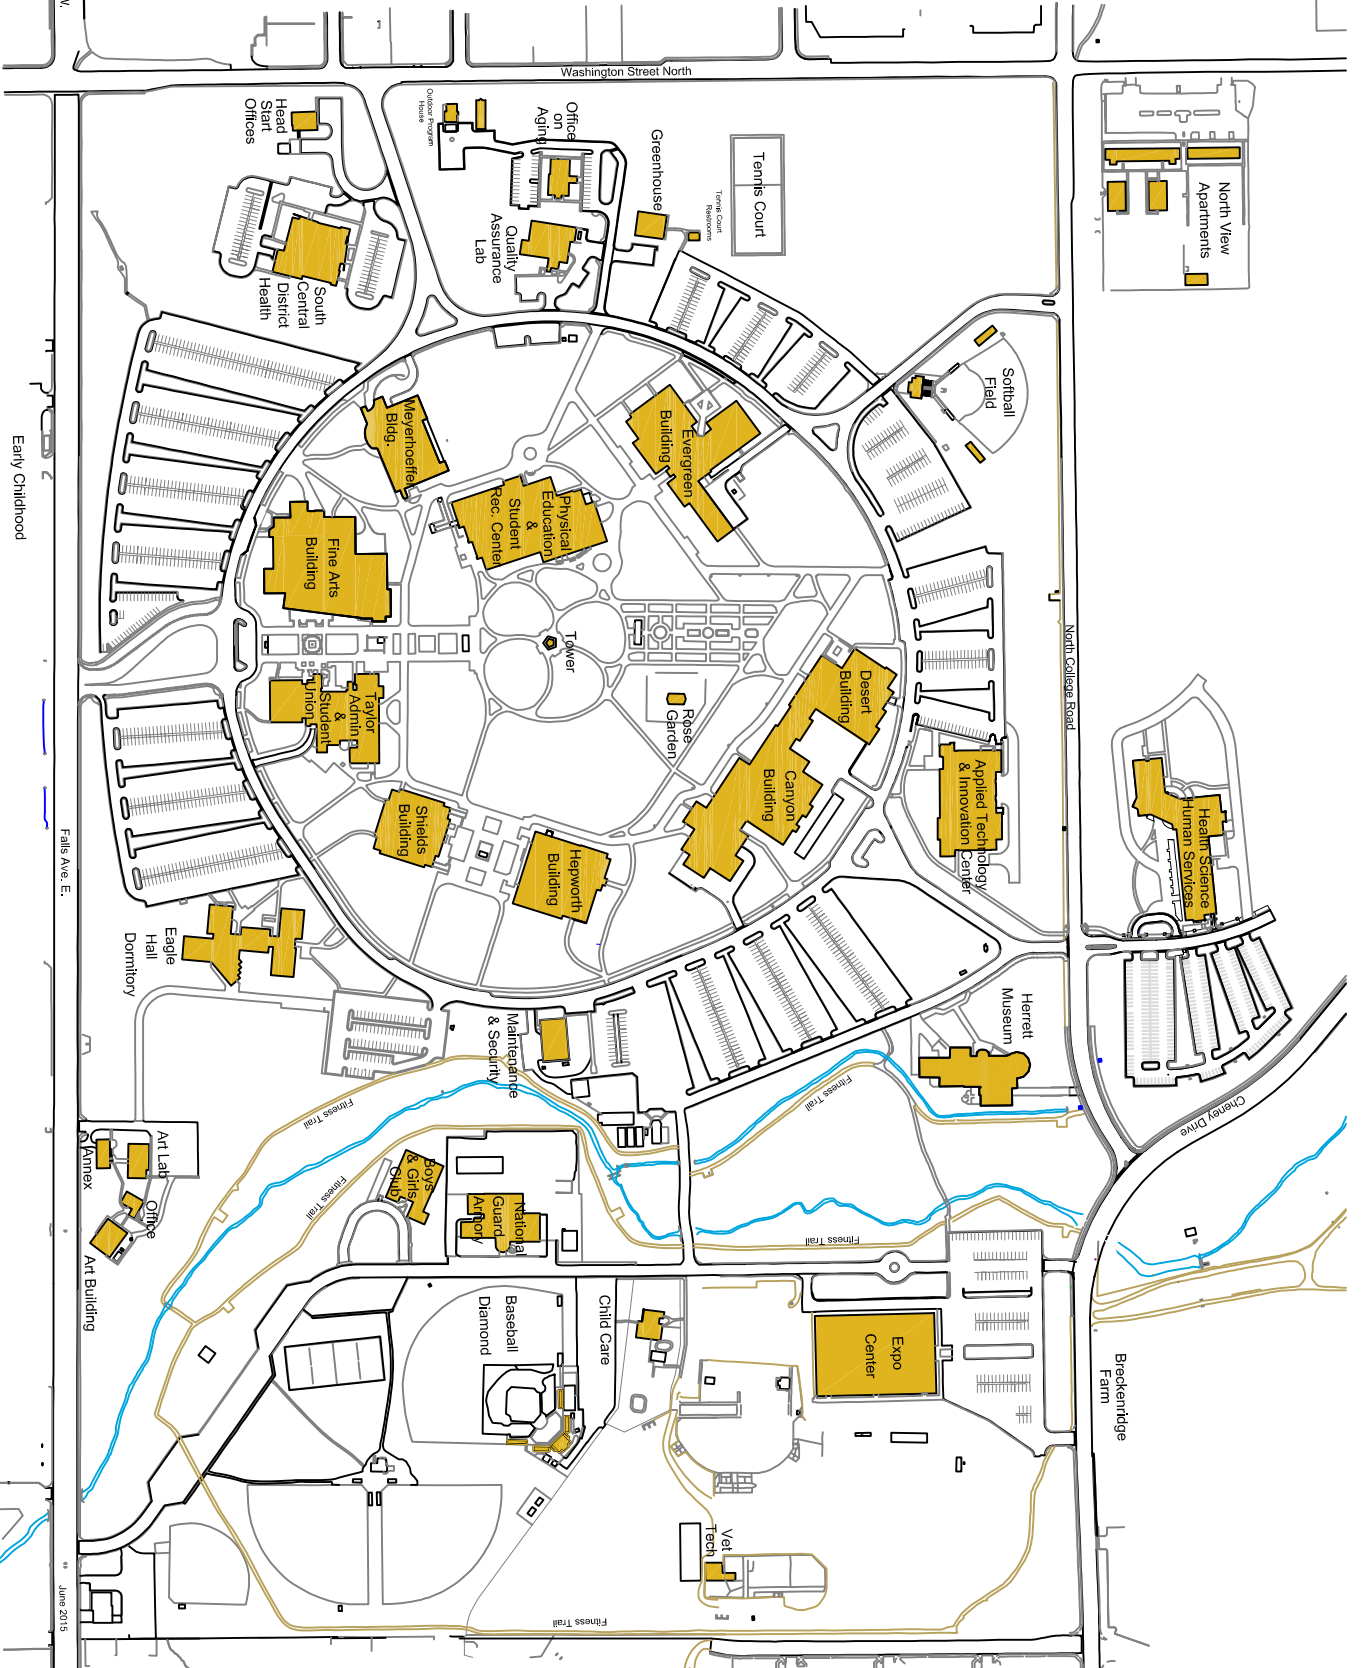 W.
Washington Street North
Head
Start
Offices
Outdoor Program
House
Office
on
Aging
Greenhouse
Tennis Court
Tennis Court
Restrooms
North View
Apartments
Quality
Assurance
Lab
South
Central
District
Health
Softball
Field
Early Childhood
Meyerhoeffer
Bldg.
Evergreen
Building
Physical
Education
&
Student
Rec. Center
Fine Arts
Building
Tower
North College Road
Desert
Building
Taylor
Admin.
&
Student
Union
Rose
Garden
Canyon
Building
Applied Technology
& Innovation Center
Health Science
Human Services
Shields
Building
Hepworth
Building
Falls Ave. E.
Eagle
Hall
Dormitory
Maintenance
& Security
Herrett
Museum
Fitness Trail
Fitness Trail
Cheney Drive
Art Lab
Annex
Office
Art Building
Fitness Trail
Boys
& Girls
Club
National
Guard
Armory
Fitness Trail
Baseball
Diamond
Child Care
Expo
Center
Breckenridge
Farm
Vet
Tech
Fitness Trail
June 2015